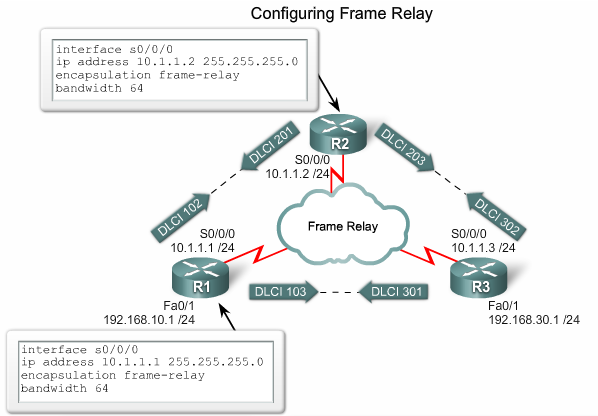 Configuring Frame Relay
interface s0/0/0
ip address 10.1.1.2 255.255.255.0
encapsulation frame-relay
bandwidth 64
DLCI 201
R2
DLCI 203
S0/0/0
10.1.1.2 /24
DLCI 102
DLCI 302
Frame Relay
S0/0/0
10.1.1.1 /24
S0/0/0
10.1.1.3 /24
R1
DLCI 103
DLCI 301
R3
Fa0/1
192.168.10.1 /24
Fa0/1
192.168.30.1 /24
interface s0/0/0
ip address 10.1.1.1 255.255.255.0
encapsulation frame-relay
bandwidth 64